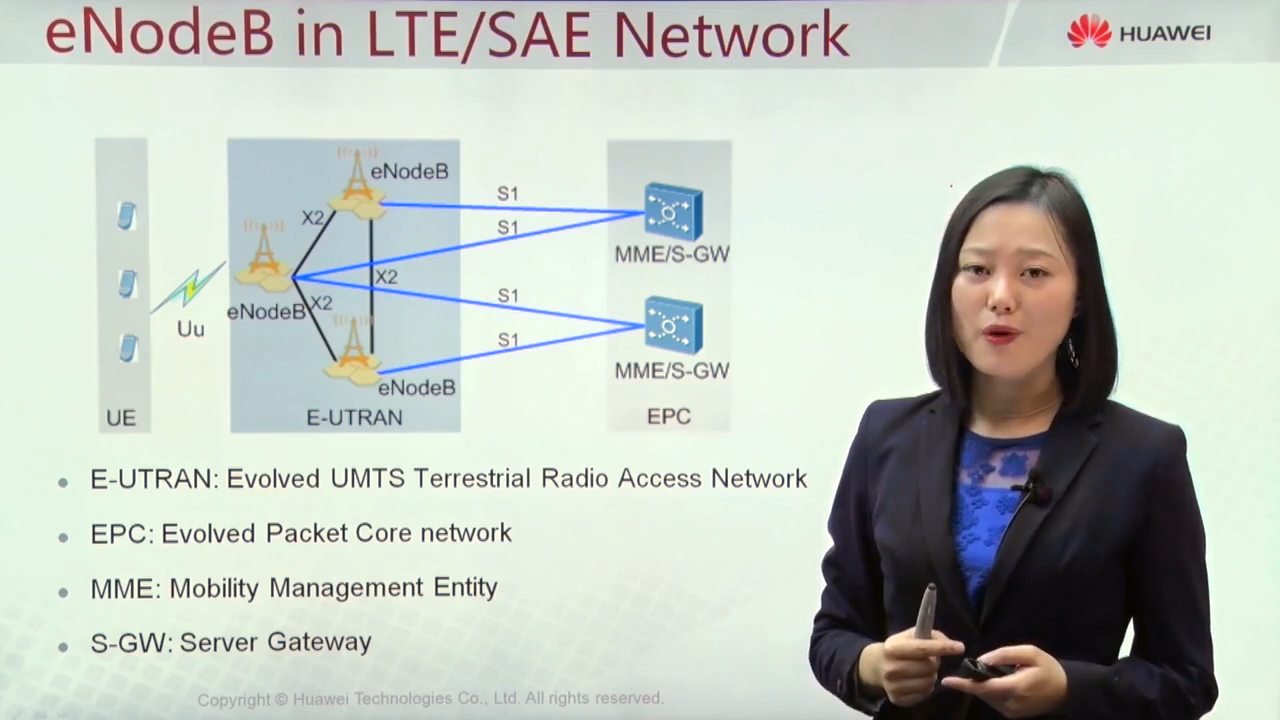 eNodeB in LTE/SAE Network
HUAWEI
eNodeB
S1
X2
S1
MME/S-GW
X2
eNodeB
X2
S1
Uu
S1
MME/S-GW
eNodeB
UE
E-UTRAN
EPC
E-UTRAN: Evolved UMTS Terrestrial Radio Access Network
EPC: Evolved Packet Core network
MME: Mobility Management Entity
S-GW: Server Gateway
Copyright © Huawei Technologies Co., Ltd. All rights reserved.